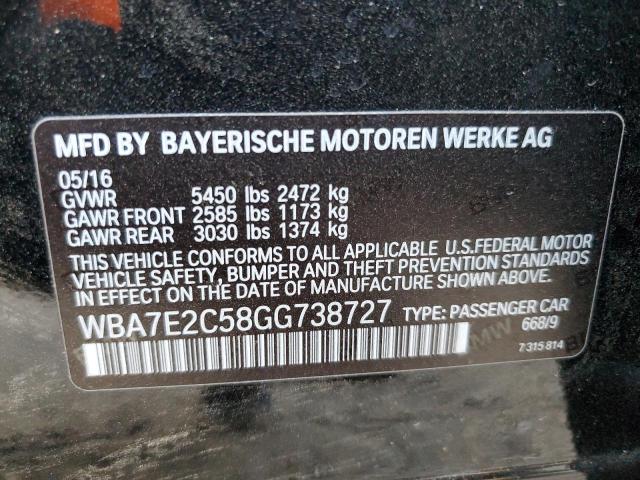 MFD BY BAYERISCHE MOTOREN WERKE AG
05/16
GVWR 5450 lbs 2472 kg
GAWR FRONT 2585 lbs 1173 kg
GAWR REAR 3030 lbs 1374 kg
THIS VEHICLE CONFORMS TO ALL APPLICABLE U.S.FEDERAL MOTOR
VEHICLE SAFETY, BUMPER AND THEFT PREVENTION STANDARDS
IN EFFECT ON THE DATE OF MANUFACTURE SHOWN ABOVE.
WBA7E2C58GG738727 TYPE: PASSENGER CAR
668/9
7 315 814